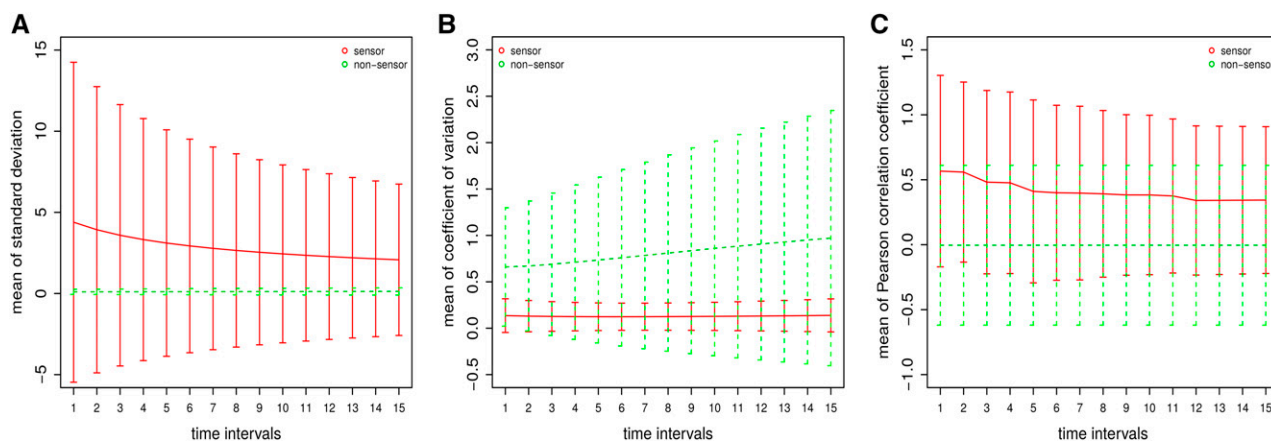 A
mean of standard deviation
15
10
5
0
−5
sensor
non-sensor
1 2 3 4 5 6 7 8 9 10 11 12 13 14 15
time intervals
B
mean of coefficient of variation
3.0
2.5
2.0
1.5
1.0
0.5
0.0
−0.5
sensor
non-sensor
1 2 3 4 5 6 7 8 9 10 11 12 13 14 15
time intervals
C
mean of Pearson correlation coefficient
1.5
1.0
0.5
0.0
−0.5
−1.0
sensor
non-sensor
1 2 3 4 5 6 7 8 9 10 11 12 13 14 15
time intervals